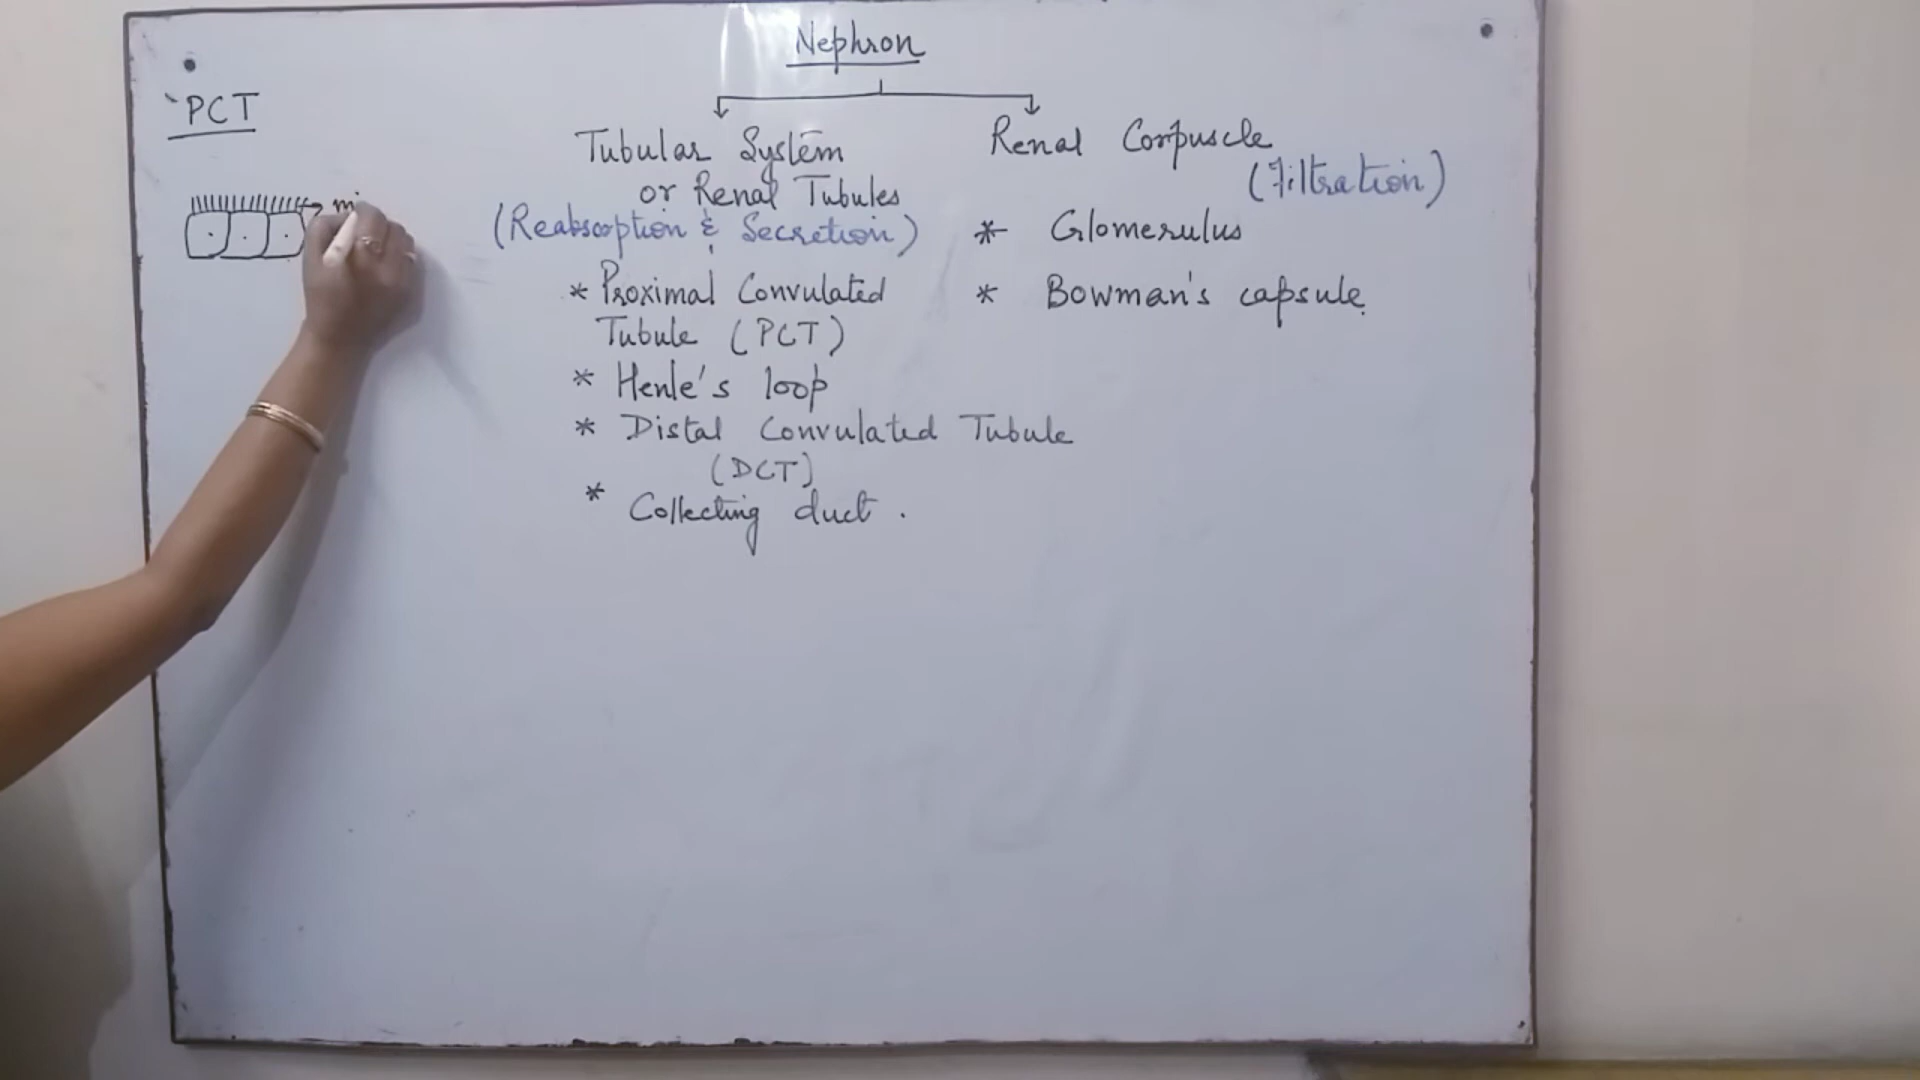 Nephron
PCT
Tubular System
or Renal Tubules
(Reabsorption & Secretion)
* Proximal Convulated
Tubule (PCT)
* Henle's loop
* Distal Convulated Tubule
(DCT)
* Collecting duct .
Renal Corpuscle
(Filtration)
* Glomerulus
* Bowman's capsule.
mi